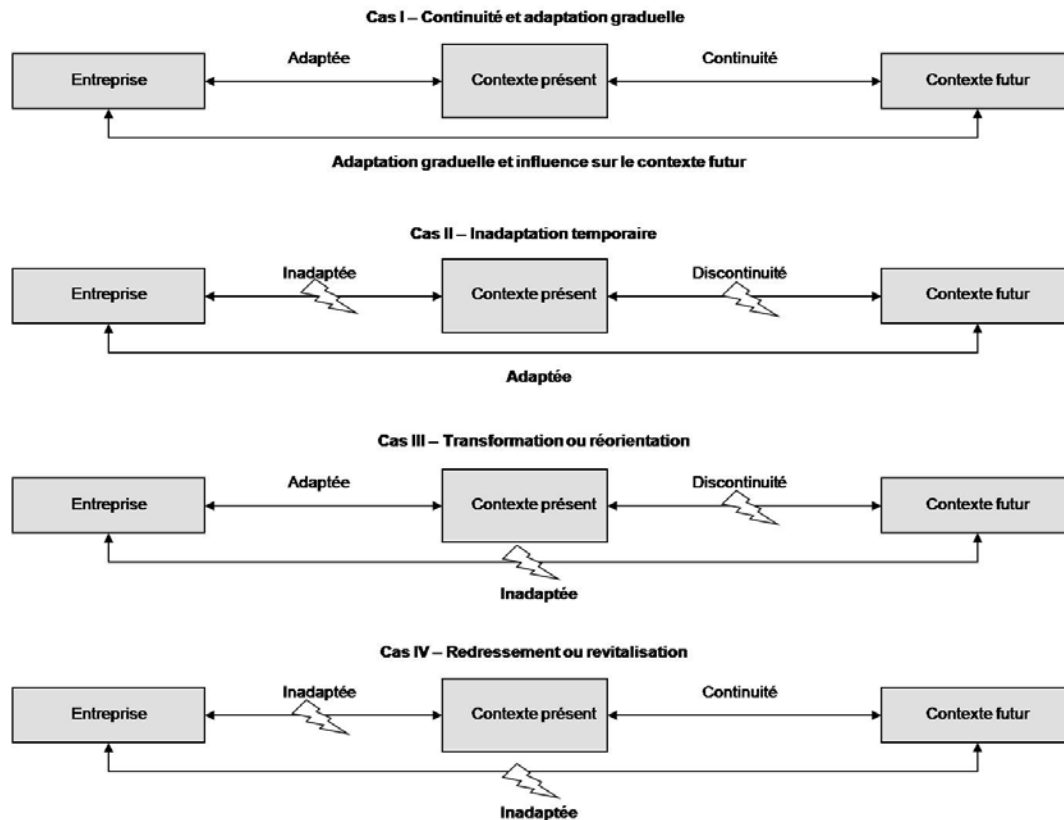 Cas I – Continuité et adaptation graduelle
Adaptée
Continuité
Entreprise
Contexte présent
Contexte futur
Adaptation graduelle et influence sur le contexte futur
Cas II – Inadaptation temporaire
Inadaptée
Discontinuité
Entreprise
Contexte présent
Contexte futur
Adaptée
Cas III – Transformation ou réorientation
Adaptée
Discontinuité
Entreprise
Contexte présent
Contexte futur
Inadaptée
Cas IV – Redressement ou revitalisation
Inadaptée
Continuité
Entreprise
Contexte présent
Contexte futur
Inadaptée